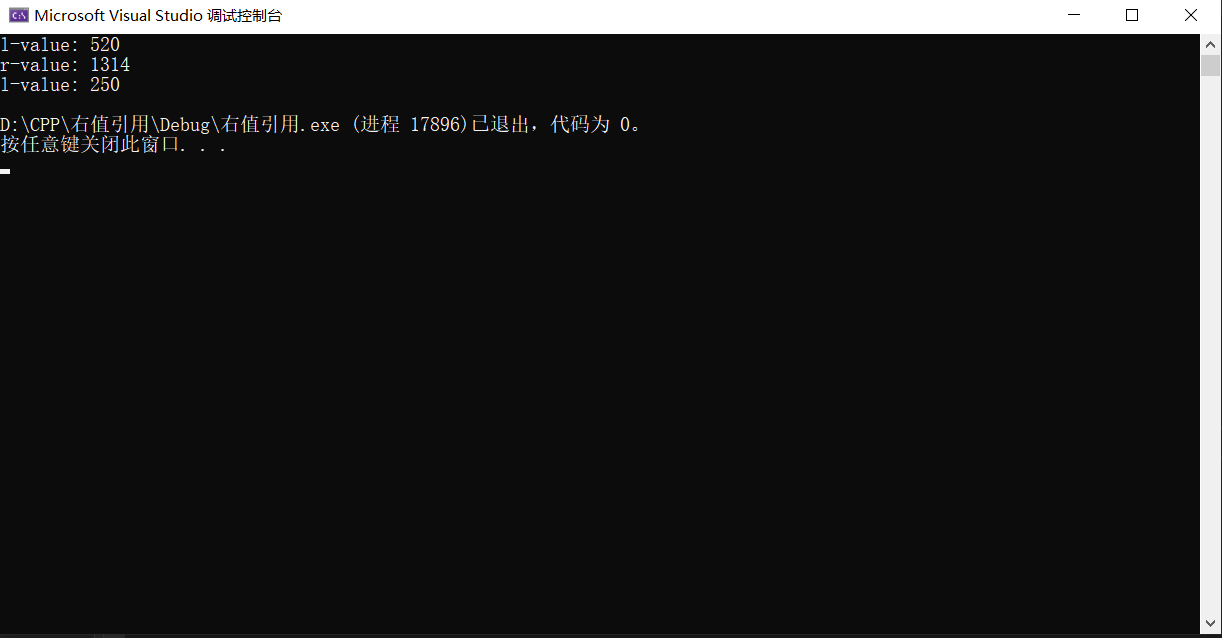 Microsoft Visual Studio 调试控制台
l-value: 520
r-value: 1314
l-value: 250
D:\CPP\右值引用\Debug\右值引用.exe (进程 17896)已退出，代码为 0。
按任意键关闭此窗口. . .